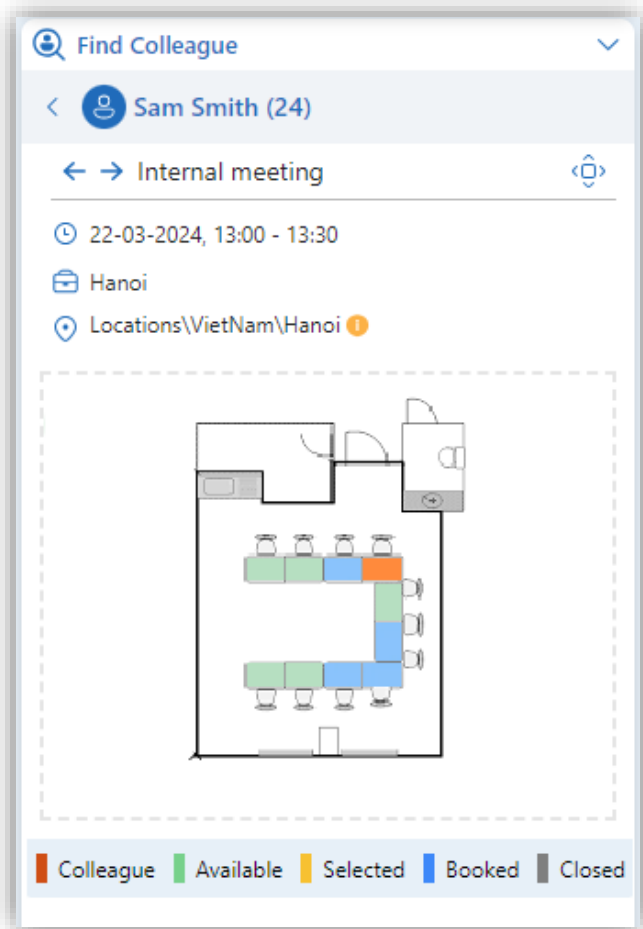 Find Colleague
Sam Smith (24)
Internal meeting
22-03-2024, 13:00 - 13:30
Hanoi
Locations\VietNam\Hanoi
Colleague Available Selected Booked Closed